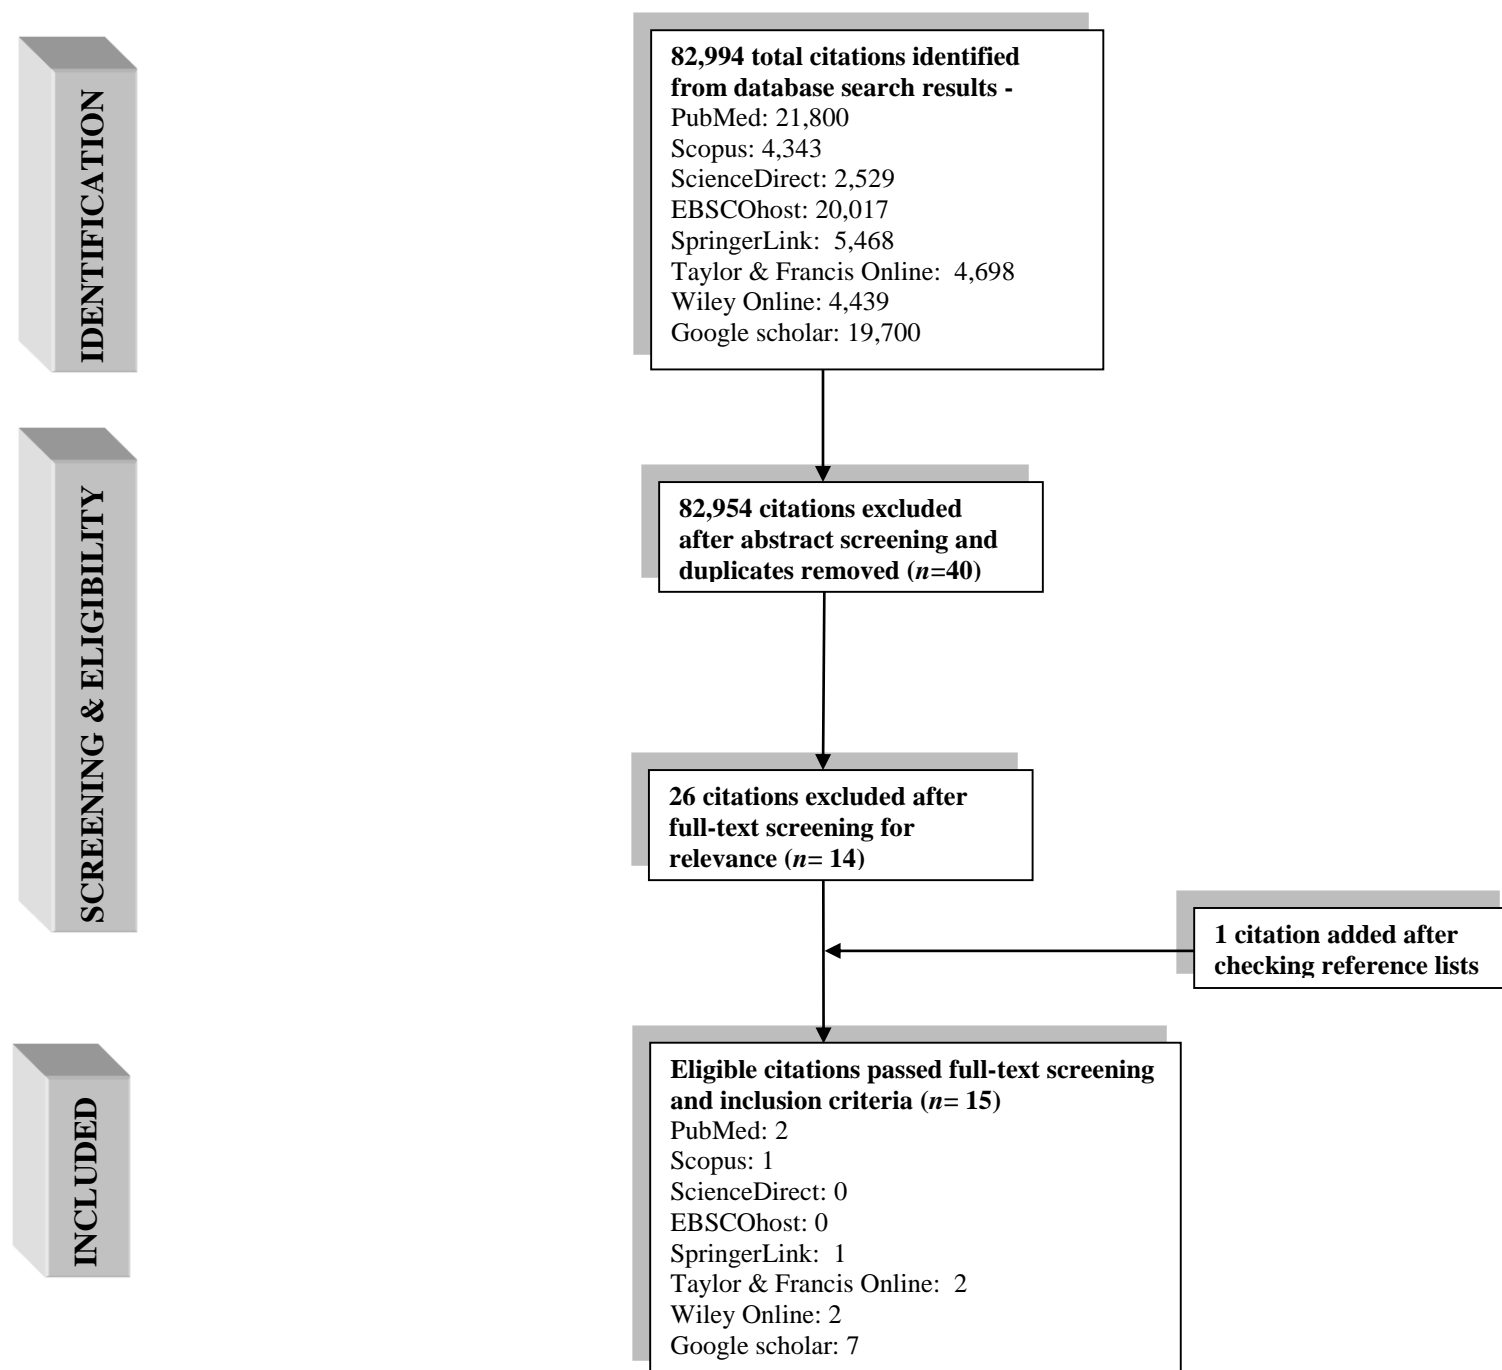 IDENTIFICATION
82,994 total citations identified
from database search results -
PubMed: 21,800
Scopus: 4,343
ScienceDirect: 2,529
EBSCOhost: 20,017
SpringerLink:  5,468
Taylor & Francis Online:  4,698
Wiley Online: 4,439
Google scholar: 19,700
SCREENING & ELIGIBILITY
82,954 citations excluded
after abstract screening and
duplicates removed (n=40)
26 citations excluded after
full-text screening for
relevance (n= 14)
1 citation added after
checking reference lists
INCLUDED
Eligible citations passed full-text screening
and inclusion criteria (n= 15)
PubMed: 2
Scopus: 1
ScienceDirect: 0
EBSCOhost: 0
SpringerLink:  1
Taylor & Francis Online:  2
Wiley Online: 2
Google scholar: 7